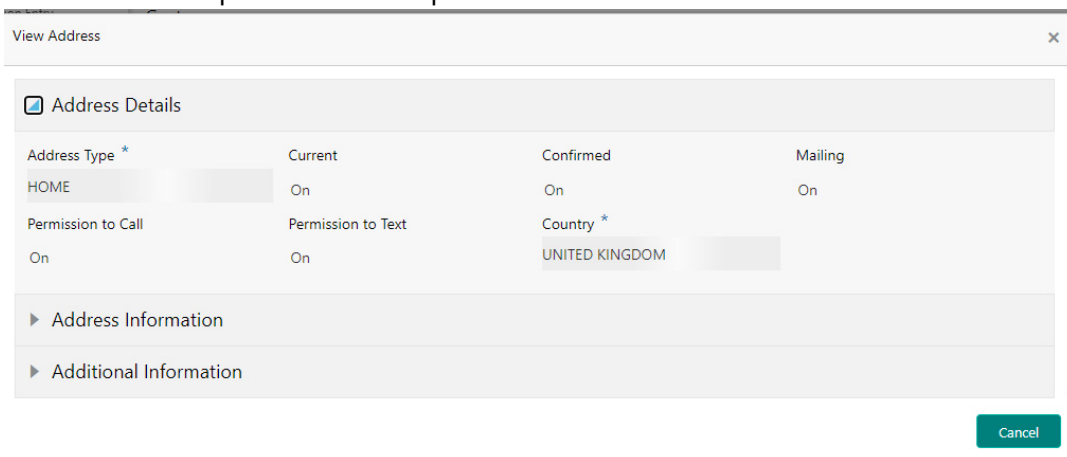 View Address ×
Address Details
Address Type * Current Confirmed Mailing
HOME On On On
Permission to Call Permission to Text Country *
On On UNITED KINGDOM
Address Information
Additional Information
Cancel